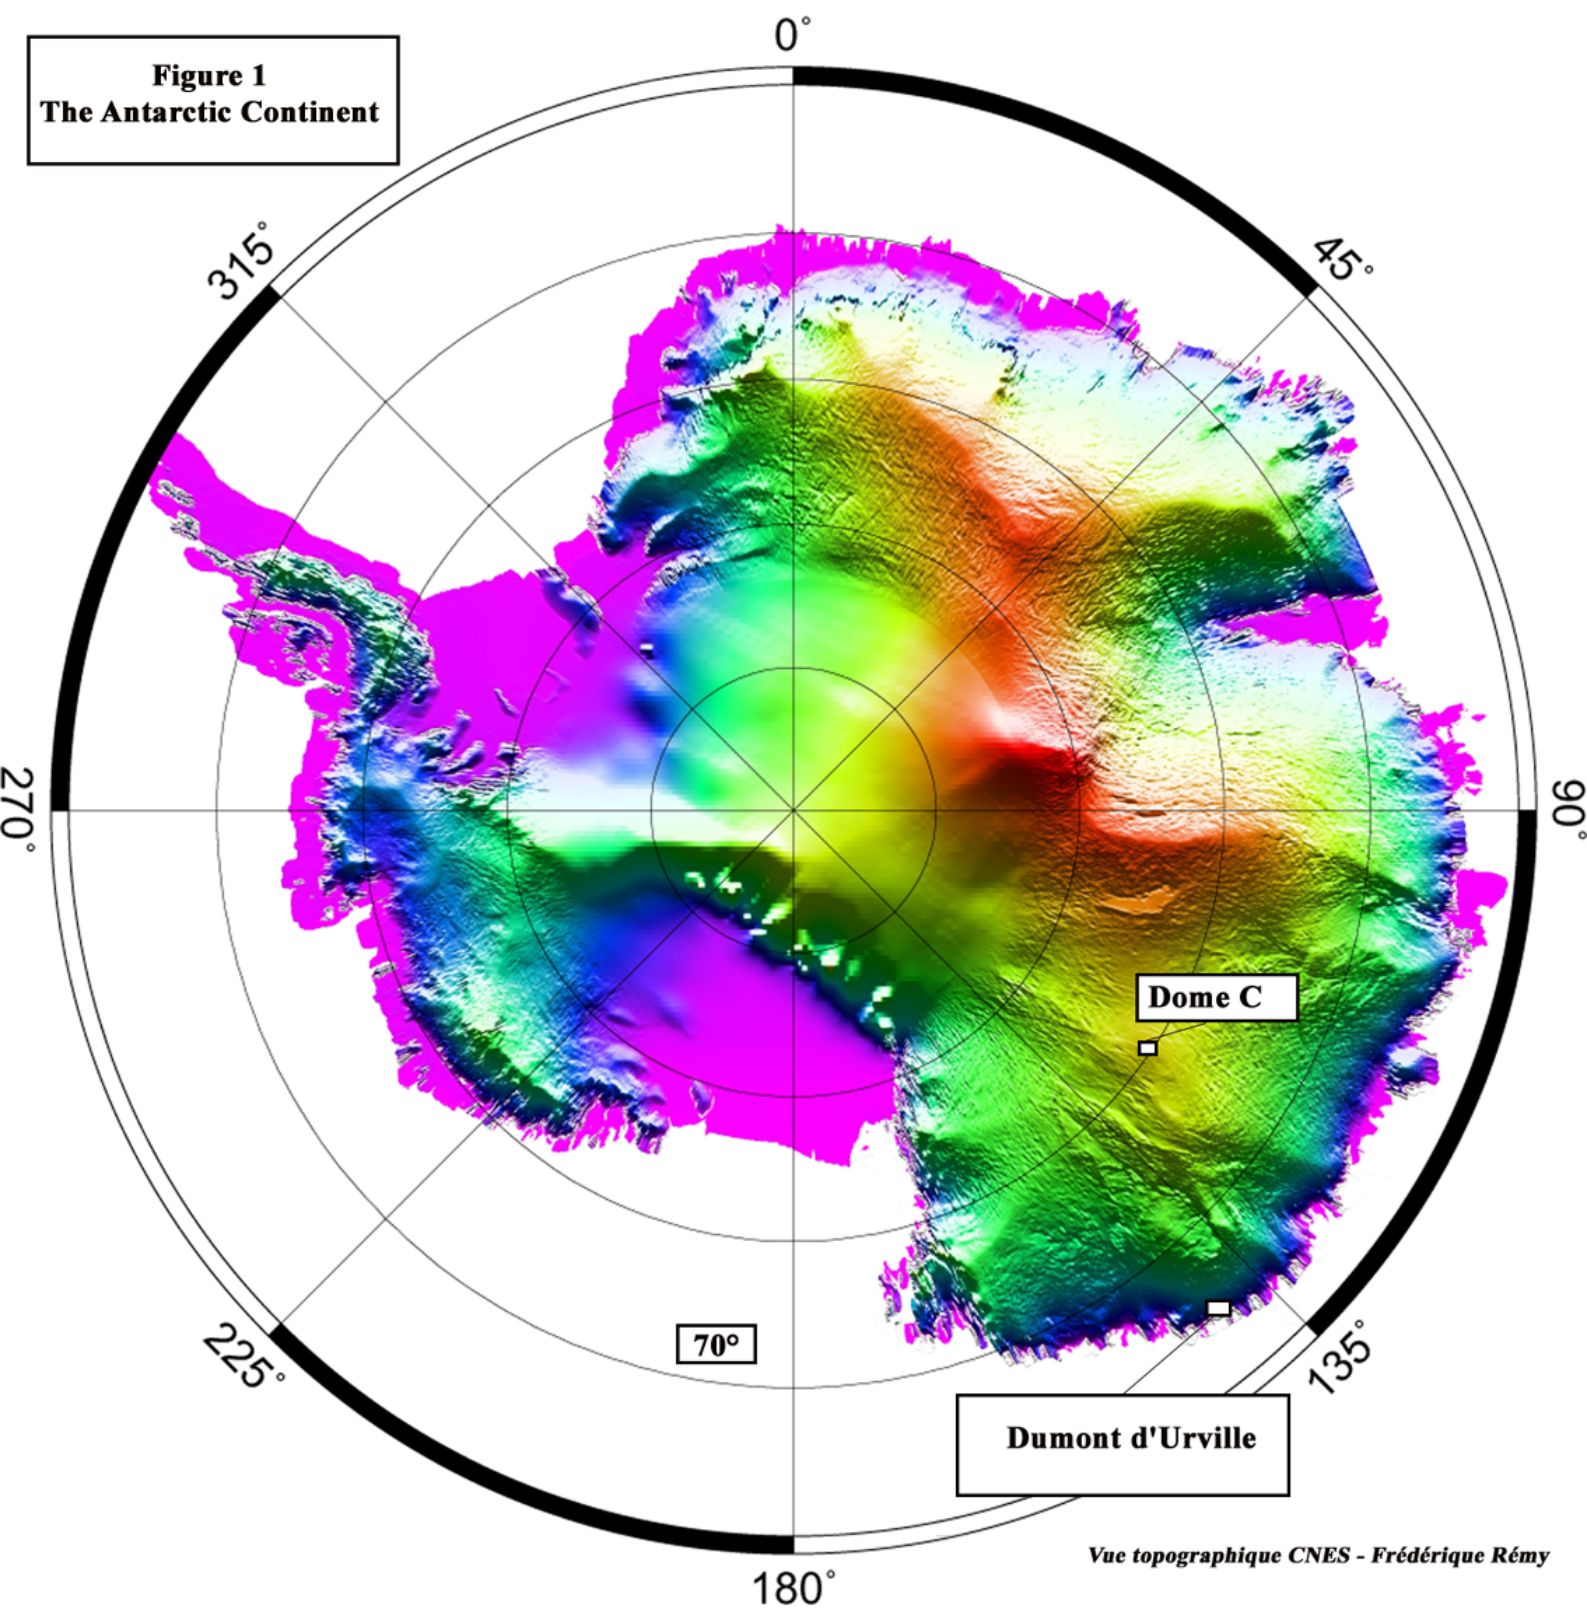 0°
Figure 1
The Antarctic Continent
315°
45°
270°
90°
Dome C
70°
225°
135°
Dumont d'Urville
Vue topographique CNES - Frédérique Rémy
180°